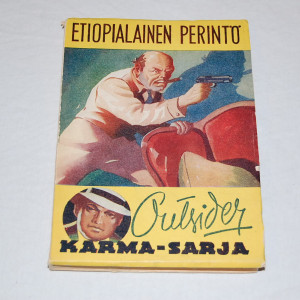 ETIOPIALAINEN PERINTÖ
Outsider
KARMA-SARJA